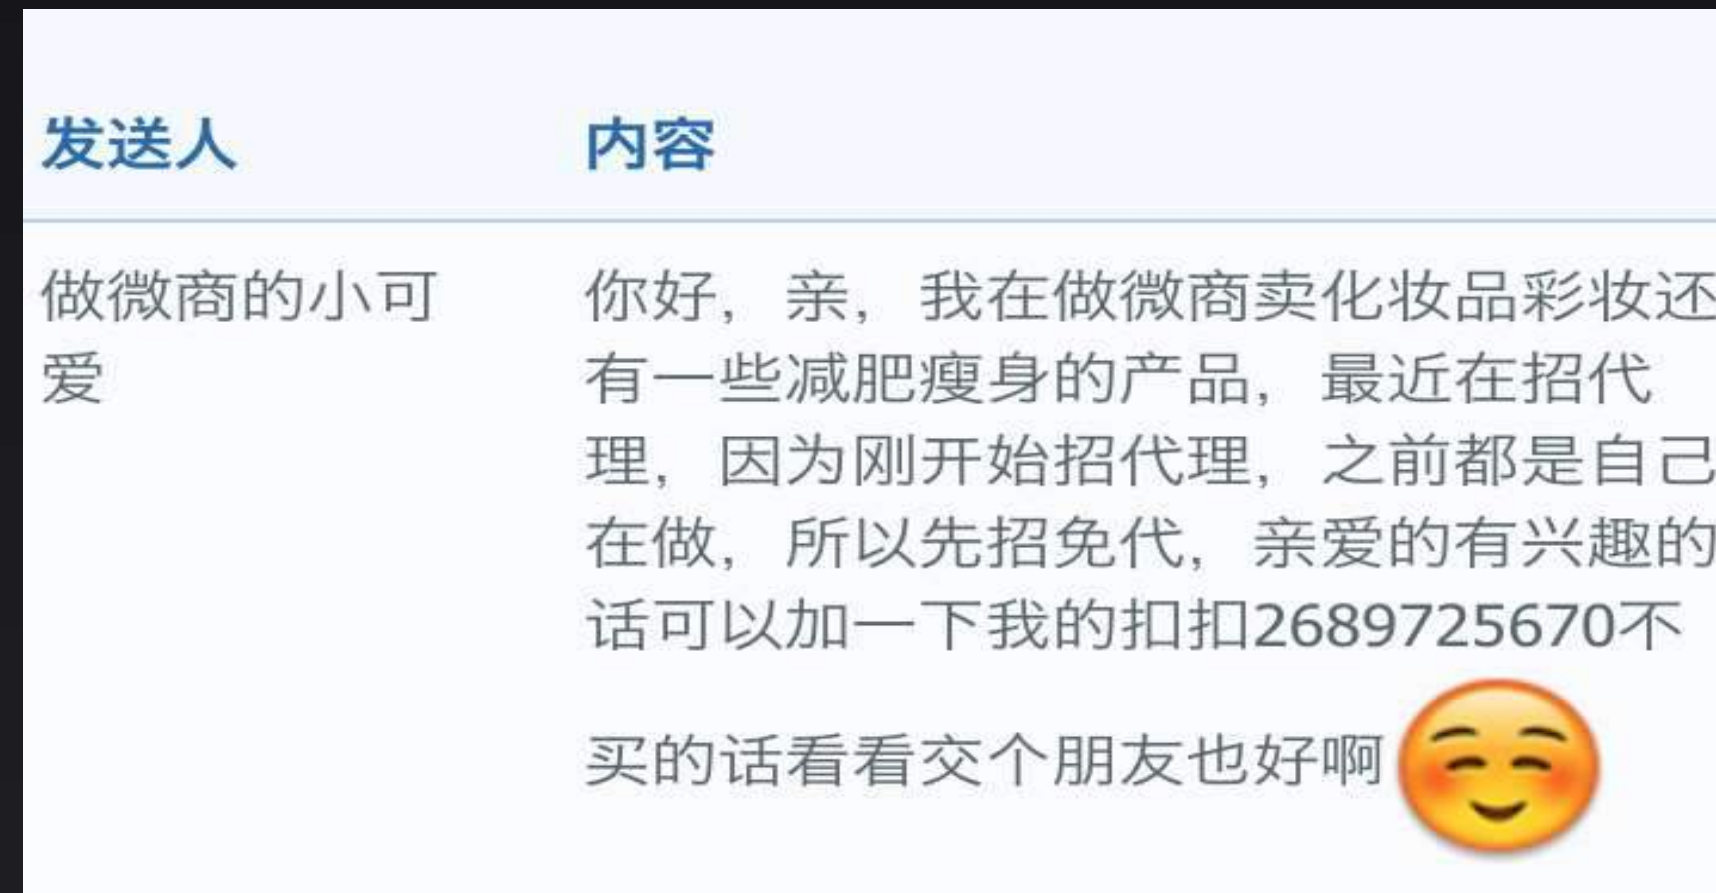 发送人 内容
做微商的小可
爱
你好，亲，我在做微商卖化妆品彩妆还
有一些减肥瘦身的产品，最近在招代
理，因为刚开始招代理，之前都是自己
在做，所以先招免代，亲爱的有兴趣的
话可以加一下我的扣扣2689725670不
买的话看看交个朋友也好啊